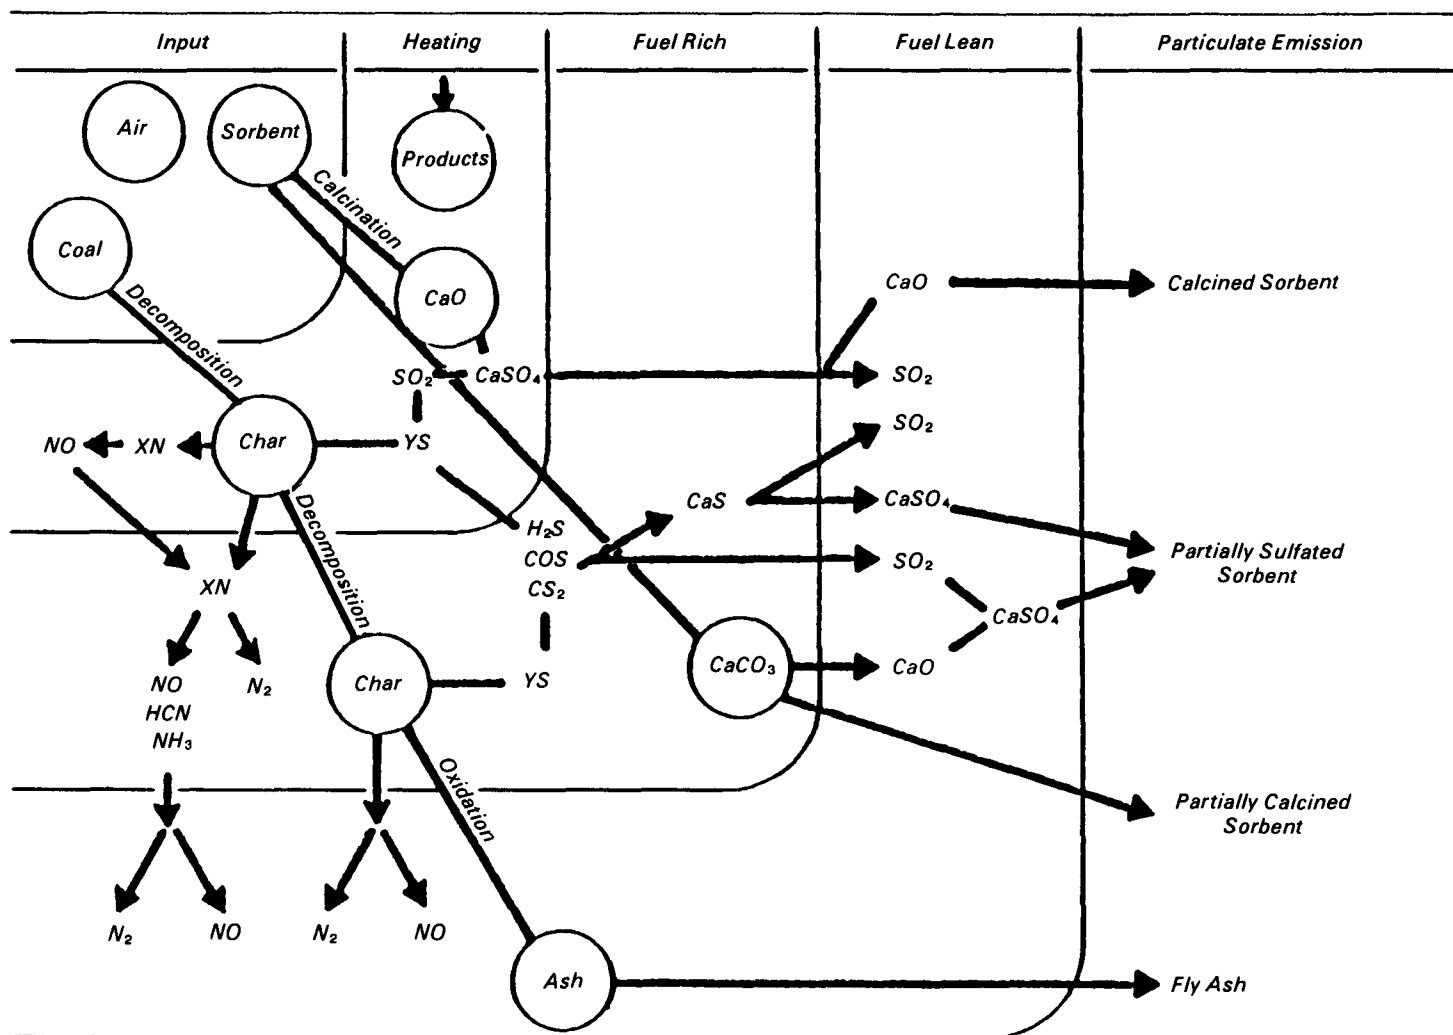 Input
Heating
Fuel Rich
Fuel Lean
Particulate Emission
Air
Sorbent
Products
Coal
Calcination
CaO
Decomposition
CaO
Calcined Sorbent
SO₂
CaSO₄
SO₂
SO₂
NO
XN
Char
YS
CaS
CaSO₄
Decomposition
H₂S
COS
CS₂
SO₂
Partially Sulfated
Sorbent
XN
CaSO₄
NO
HCN
NH₃
N₂
Char
YS
CaCO₃
CaO
Oxidation
Partially Calcined
Sorbent
N₂
NO
N₂
NO
Ash
Fly Ash